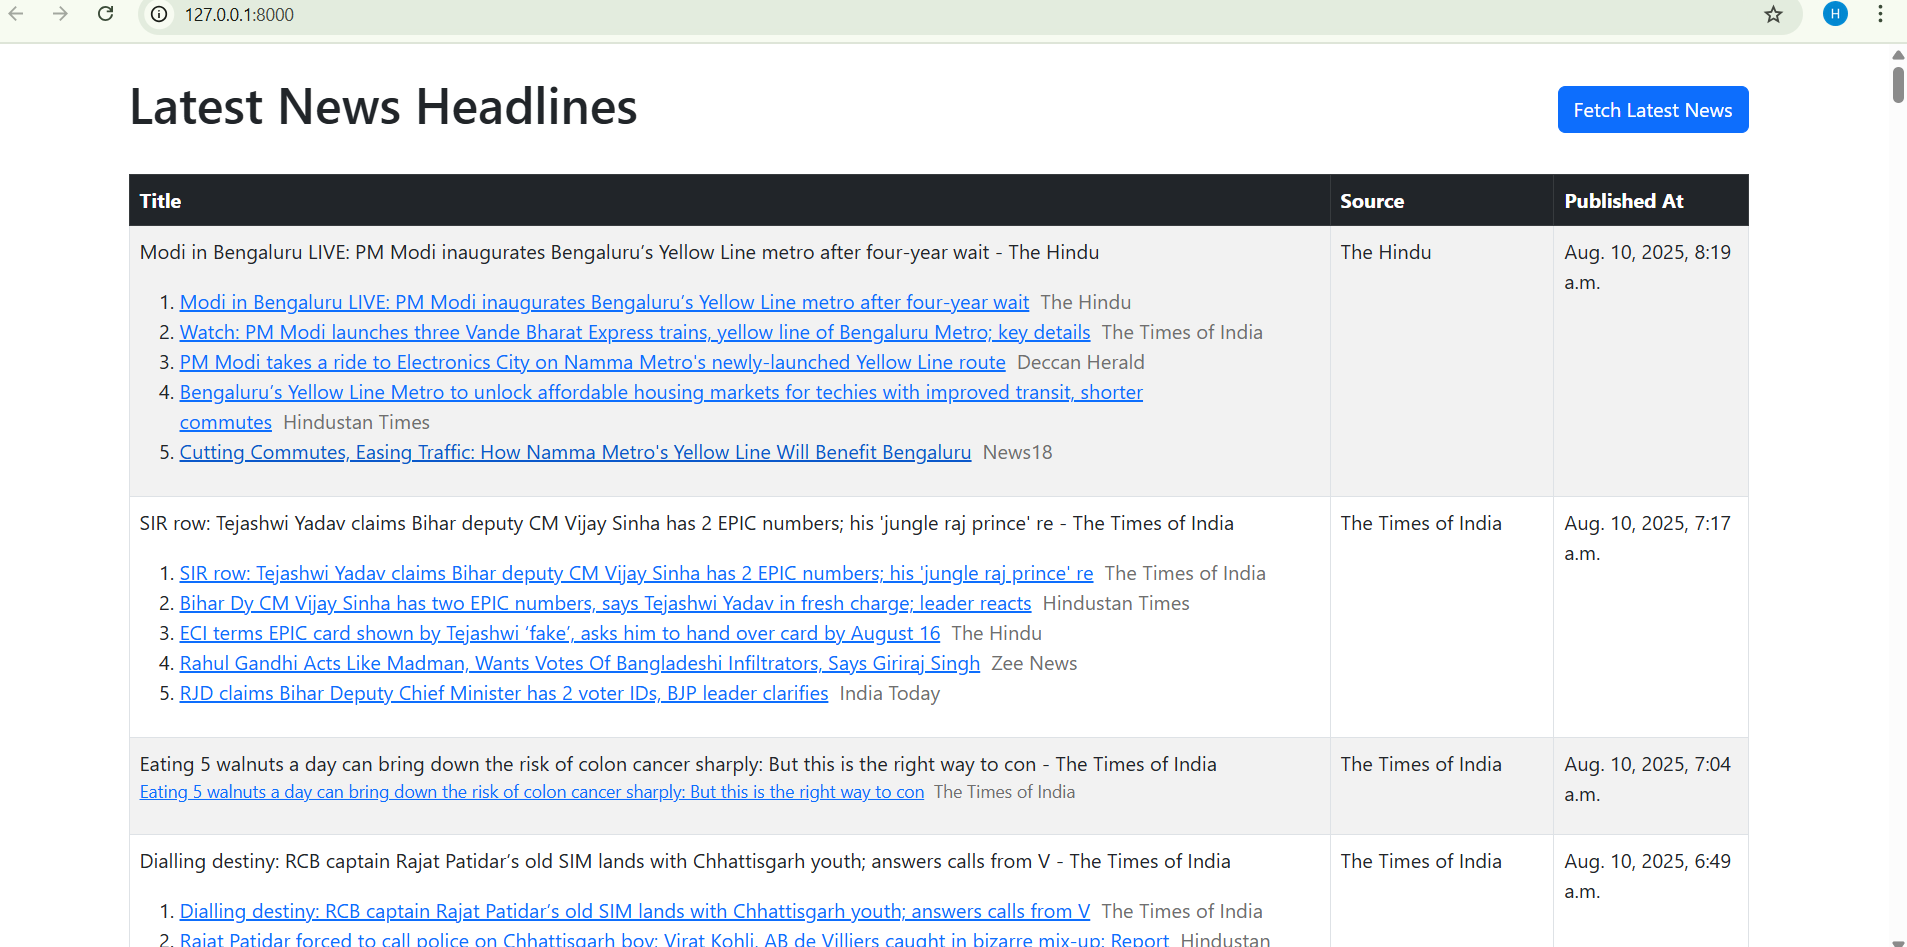 127.0.0.1:8000
H
Latest News Headlines
Fetch Latest News
Title Source Published At
Modi in Bengaluru LIVE: PM Modi inaugurates Bengaluru’s Yellow Line metro after four-year wait - The Hindu
The Hindu
Aug. 10, 2025, 8:19
a.m.
1. Modi in Bengaluru LIVE: PM Modi inaugurates Bengaluru’s Yellow Line metro after four-year wait The Hindu
2. Watch: PM Modi launches three Vande Bharat Express trains, yellow line of Bengaluru Metro; key details The Times of India
3. PM Modi takes a ride to Electronics City on Namma Metro's newly-launched Yellow Line route Deccan Herald
4. Bengaluru’s Yellow Line Metro to unlock affordable housing markets for techies with improved transit, shorter
commutes Hindustan Times
5. Cutting Commutes, Easing Traffic: How Namma Metro's Yellow Line Will Benefit Bengaluru News18
SIR row: Tejashwi Yadav claims Bihar deputy CM Vijay Sinha has 2 EPIC numbers; his 'jungle raj prince' re - The Times of India
The Times of India
Aug. 10, 2025, 7:17
a.m.
1. SIR row: Tejashwi Yadav claims Bihar deputy CM Vijay Sinha has 2 EPIC numbers; his 'jungle raj prince' re The Times of India
2. Bihar Dy CM Vijay Sinha has two EPIC numbers, says Tejashwi Yadav in fresh charge; leader reacts Hindustan Times
3. ECI terms EPIC card shown by Tejashwi ‘fake’, asks him to hand over card by August 16 The Hindu
4. Rahul Gandhi Acts Like Madman, Wants Votes Of Bangladeshi Infiltrators, Says Giriraj Singh Zee News
5. RJD claims Bihar Deputy Chief Minister has 2 voter IDs, BJP leader clarifies India Today
Eating 5 walnuts a day can bring down the risk of colon cancer sharply: But this is the right way to con - The Times of India
The Times of India
Aug. 10, 2025, 7:04
a.m.
Eating 5 walnuts a day can bring down the risk of colon cancer sharply: But this is the right way to con The Times of India
Dialling destiny: RCB captain Rajat Patidar’s old SIM lands with Chhattisgarh youth; answers calls from V - The Times of India
The Times of India
Aug. 10, 2025, 6:49
a.m.
1. Dialling destiny: RCB captain Rajat Patidar’s old SIM lands with Chhattisgarh youth; answers calls from V The Times of India
2. Rajat Patidar forced to call police on Chhattisgarh boy; Virat Kohli, AB de Villiers caught in bizarre mix-up: Report Hindustan